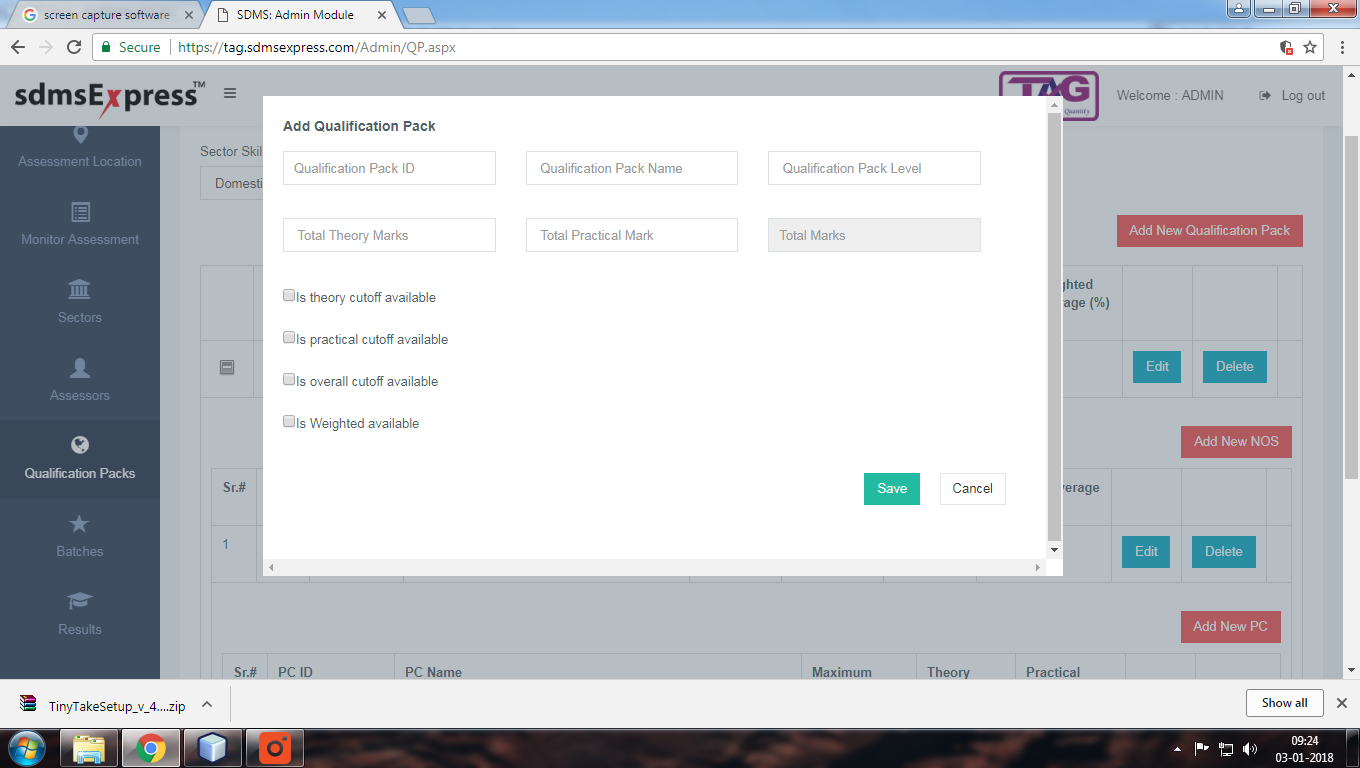 screen capture software
SDMS: Admin Module
Secure
https://tag.sdmsexpress.com/Admin/QP.aspx
sdmsExpress™
TAG
Quantity
Welcome : ADMIN
Log out
Assessment Location
Monitor Assessment
Sectors
Assessors
Qualification Packs
Batches
Results
Sector Skil
Domesti
Add Qualification Pack
Qualification Pack ID
Qualification Pack Name
Qualification Pack Level
Total Theory Marks
Total Practical Mark
Total Marks
Is theory cutoff available
Is practical cutoff available
Is overall cutoff available
Is Weighted available
Save
Cancel
Add New Qualification Pack
ghted
age (%)
Edit
Delete
Add New NOS
Sr.#
verage
1
Edit
Delete
Add New PC
Sr.#
PC ID
PC Name
Maximum
Theory
Practical
TinyTakeSetup_v_4....zip
Show all
09:24
03-01-2018